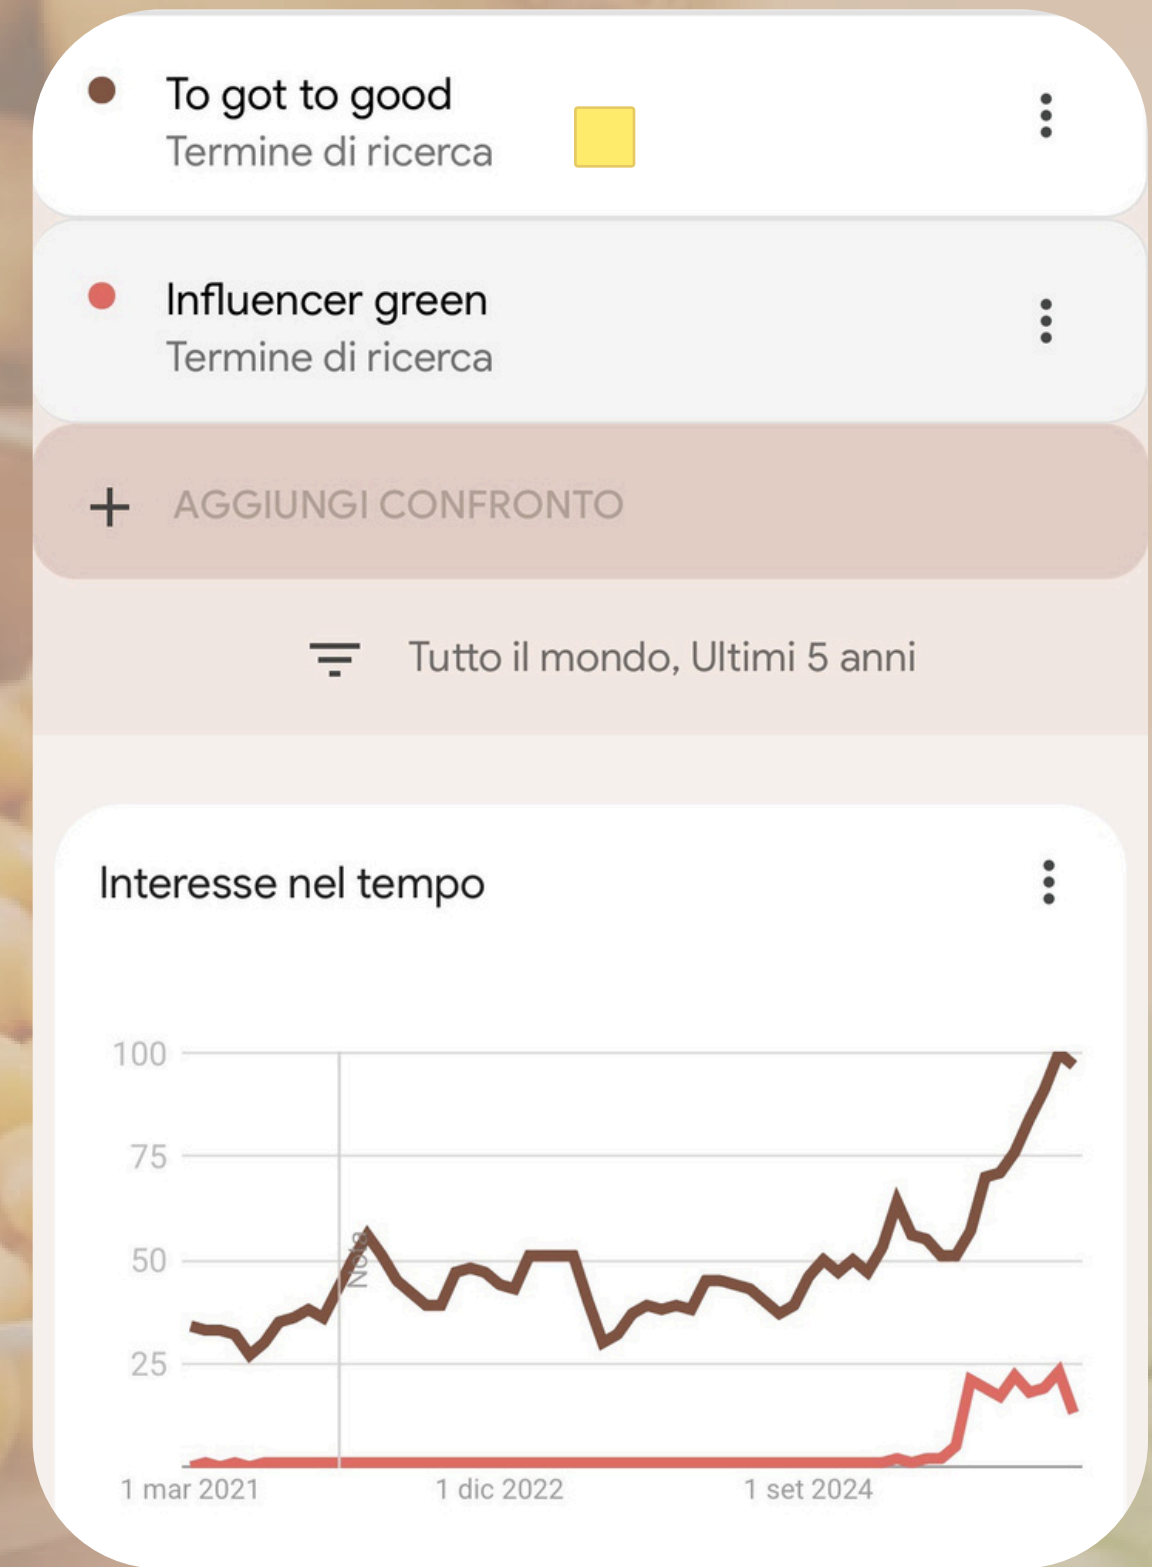 To got to good
Termine di ricerca
Influencer green
Termine di ricerca
AGGIUNGI CONFRONTO
Tutto il mondo, Ultimi 5 anni
Interesse nel tempo
100
75
50
25
Nota
1 mar 2021
1 dic 2022
1 set 2024